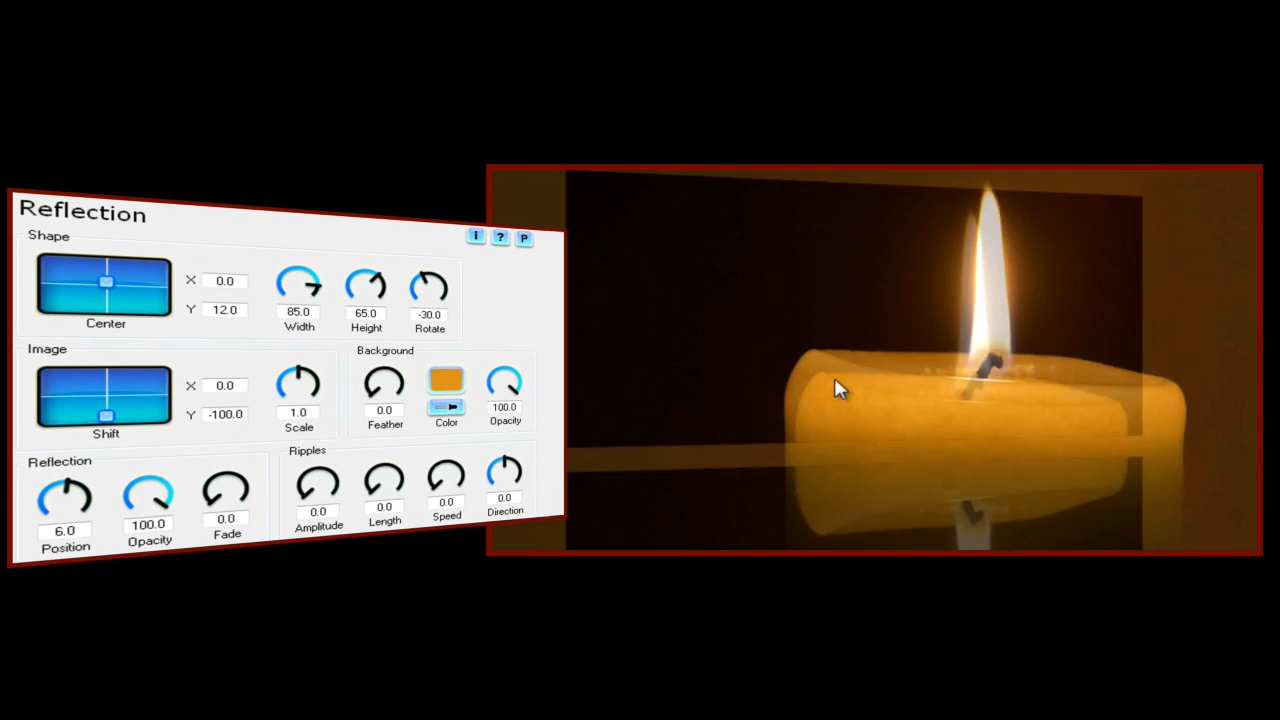 Reflection
i ? P
Shape
X 0.0
Y 12.0
Center
85.0 65.0 -30.0
Width Height Rotate
Image
X 0.0
Y -100.0
Shift
1.0
Scale
Background
0.0 100.0
Feather Color Opacity
Reflection
6.0 100.0 0.0
Position Opacity Fade
Ripples
0.0 0.0 0.0 0.0
Amplitude Length Speed Direction